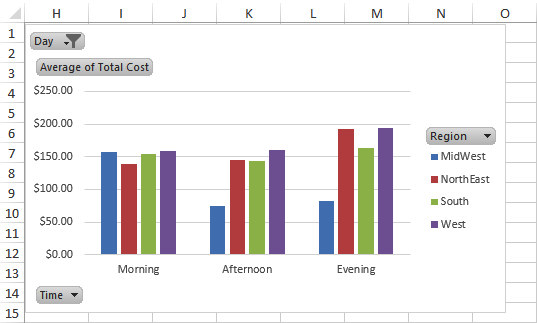 H I J K L M N O
1
2
3
4
5
6
7
8
9
10
11
12
13
14
15
Day
Average of Total Cost
$250.00
$200.00
$150.00
$100.00
$50.00
$0.00
Morning Afternoon Evening
Region
MidWest
NorthEast
South
West
Time